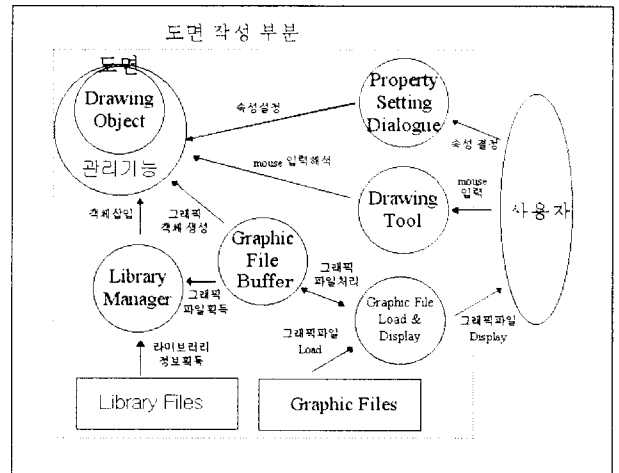 도면 작성 부분
도면
Drawing
Object
관리기능
Property
Setting
Dialogue
속성설정
속성 결정
mouse 입력해석
mouse
입력
Drawing
Tool
사용자
객체삽입
그래픽
객체 생성
Graphic
File
Buffer
Library
Manager
그래픽
파일획득
그래픽
파일처리
Graphic File
Load &
Display
그래픽파일
Load
그래픽파일
Display
라이브러리
정보획득
Library Files
Graphic Files